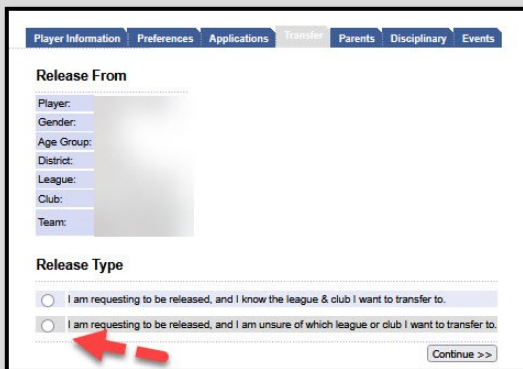 Player Information Preferences Applications Transfer Parents Disciplinary Events
Release From
Player:
Gender:
Age Group:
District:
League:
Club:
Team:
Release Type
I am requesting to be released, and I know the league & club I want to transfer to.
I am requesting to be released, and I am unsure of which league or club I want to transfer to.
Continue >>